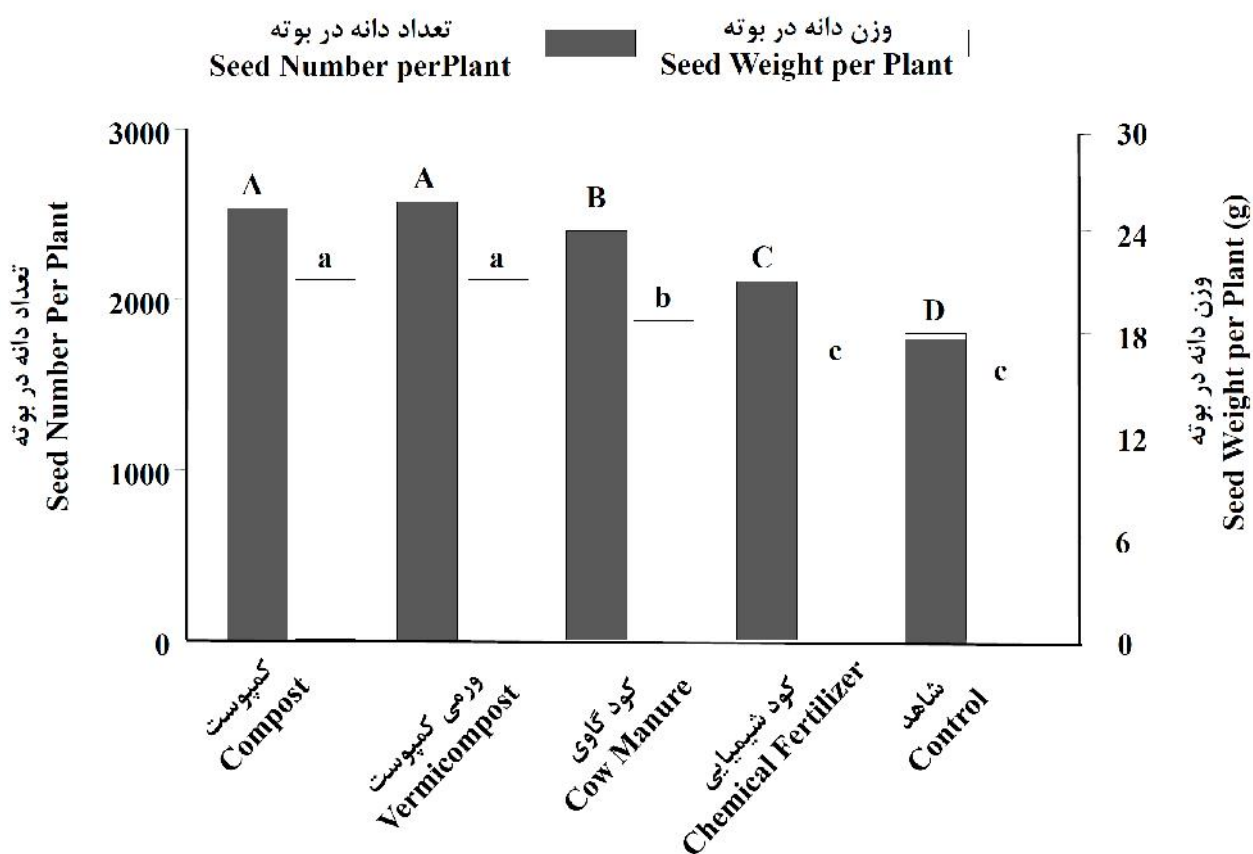 تعداد دانه در بوته
Seed Number perPlant
وزن دانه در بوته
Seed Weight per Plant
تعداد دانه در بوته
Seed Number Per Plant
3000
2000
1000
0
A
a
A
a
B
b
C
c
D
c
30
24
18
12
6
0
وزن دانه در بوته
Seed Weight per Plant (g)
کمپوست
Compost
ورمی کمپوست
Vermicompost
کود گاوی
Cow Manure
کود شیمیایی
Chemical Fertilizer
شاهد
Control